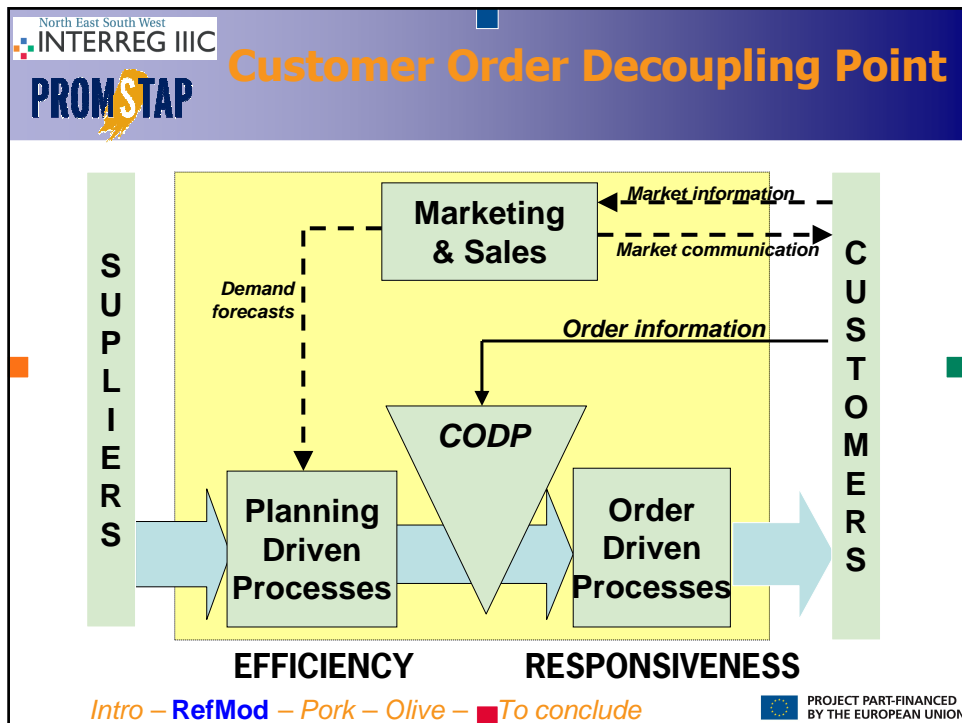 North East South West
INTERREG IIIC
PROMSTAP
Customer Order Decoupling Point
SUPPLIERS
Marketing
& Sales
Market information
Market communication
Demand
forecasts
Order information
CODP
Planning
Driven
Processes
Order
Driven
Processes
CUSTOMERS
EFFICIENCY
RESPONSIVENESS
Intro – RefMod – Pork – Olive – To conclude
PROJECT PART-FINANCED
BY THE EUROPEAN UNION